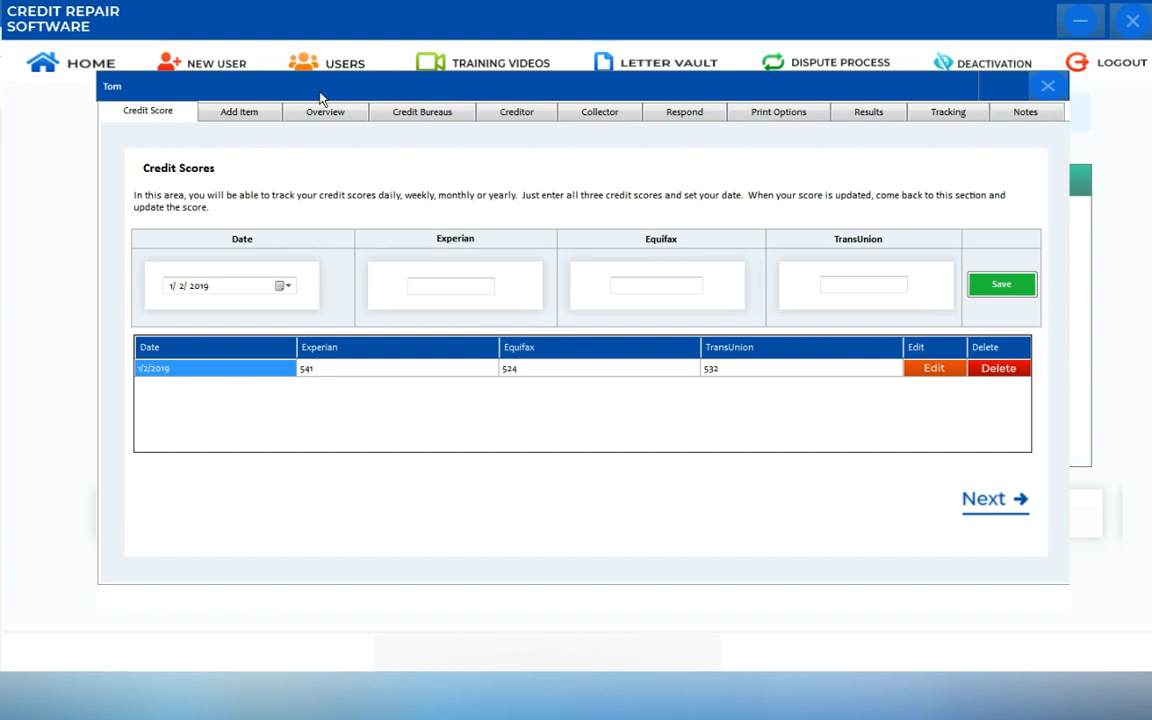 CREDIT REPAIR
SOFTWARE
HOME NEW USER USERS TRAINING VIDEOS LETTER VAULT DISPUTE PROCESS DEACTIVATION LOGOUT
Tom
Credit Score Add Item Overview Credit Bureaus Creditor Collector Respond Print Options Results Tracking Notes
Credit Scores
In this area, you will be able to track your credit scores daily, weekly, monthly or yearly. Just enter all three credit scores and set your date. When your score is updated, come back to this section and
update the score.
Date Experian Equifax TransUnion
1/ 2/ 2019 Save
Date Experian Equifax TransUnion Edit Delete
1/2/2019 541 524 532 Edit Delete
Next